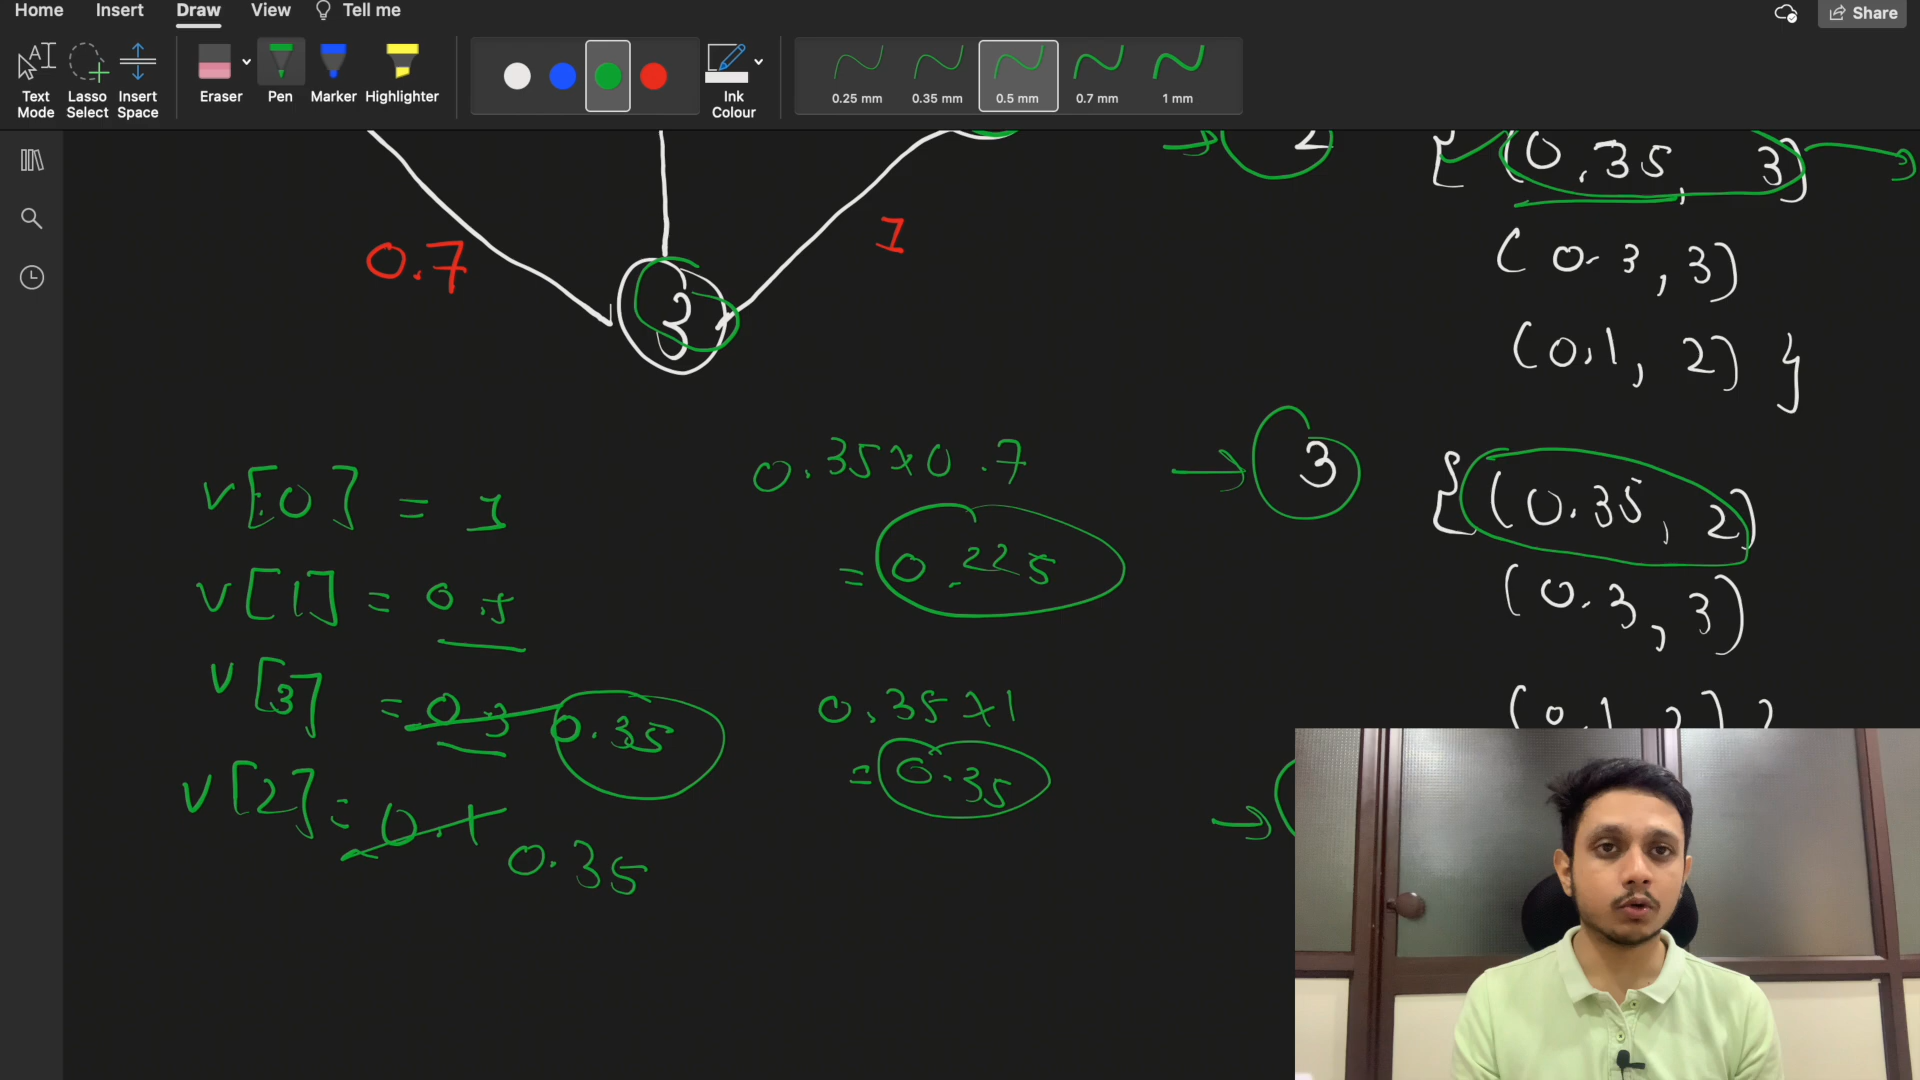 Home Insert Draw View Tell me
Share
Text Mode
Lasso Select
Insert Space
Eraser
Pen
Marker
Highlighter
Ink Colour
0.25 mm
0.35 mm
0.5 mm
0.7 mm
1 mm
2
{ (0.35, 3)
(0.3, 3)
(0.1, 2) }
0.7
1
3
v[0] = 1
v[1] = 0.5
v[3] = 0.3 0.35
v[2] = 0.1 0.35
0.35 x 0.7
= 0.225
0.35 x 1
= 0.35
3
{ (0.35, 2)
(0.3, 3)
(0.1, 2) }